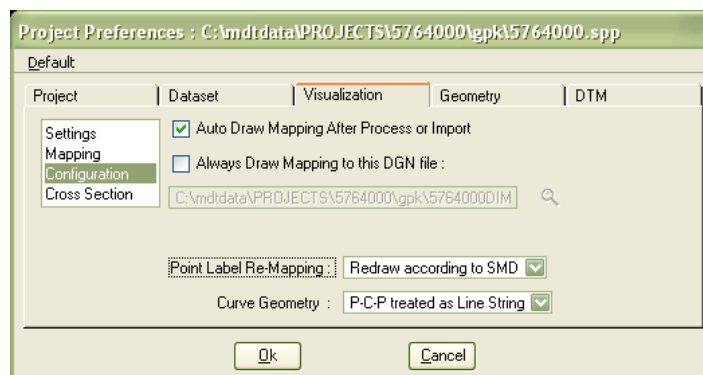 Project Preferences : C:\mdtdata\PROJECTS\5764000\gpk\5764000.spp
Default
Project Dataset Visualization Geometry DTM
Settings
Mapping
Configuration
Cross Section
Auto Draw Mapping After Process or Import
Always Draw Mapping to this DGN file :
C:\mdtdata\PROJECTS\5764000\gpk\5764000DIM
Point Label Re-Mapping : Redraw according to SMD
Curve Geometry : P-C-P treated as Line String
Ok Cancel